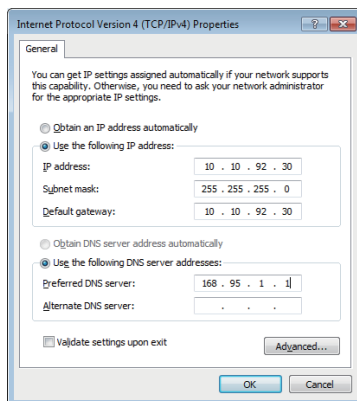 Internet Protocol Version 4 (TCP/IPv4) Properties
General
You can get IP settings assigned automatically if your network supports
this capability. Otherwise, you need to ask your network administrator
for the appropriate IP settings.
Obtain an IP address automatically
Use the following IP address:
IP address: 10 . 10 . 92 . 30
Subnet mask: 255 . 255 . 255 . 0
Default gateway: 10 . 10 . 92 . 30
Obtain DNS server address automatically
Use the following DNS server addresses:
Preferred DNS server: 168 . 95 . 1 . 1
Alternate DNS server: . . .
Validate settings upon exit
Advanced...
OK Cancel